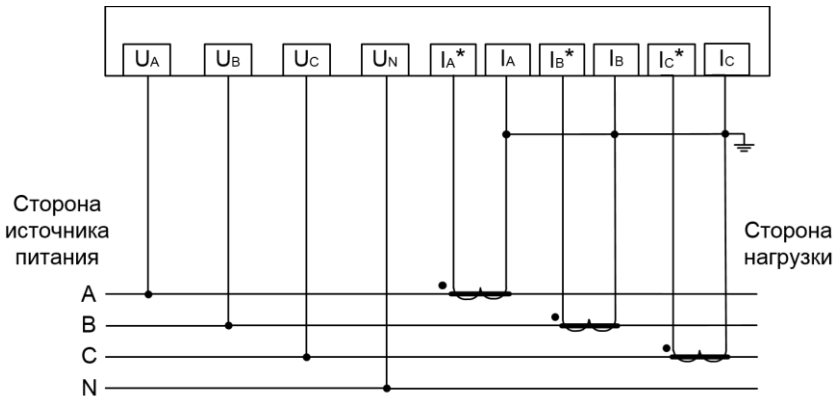 UA UB UC UN IA* IA IB* IB IC* IC
Сторона
источника
питания
Сторона
нагрузки
A
B
C
N